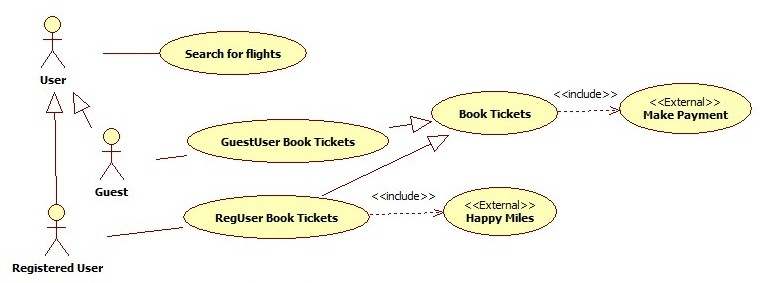 Search for flights
User
<<include>>
<<External>>
Make Payment
Book Tickets
GuestUser Book Tickets
Guest
<<include>>
<<External>>
Happy Miles
RegUser Book Tickets
Registered User